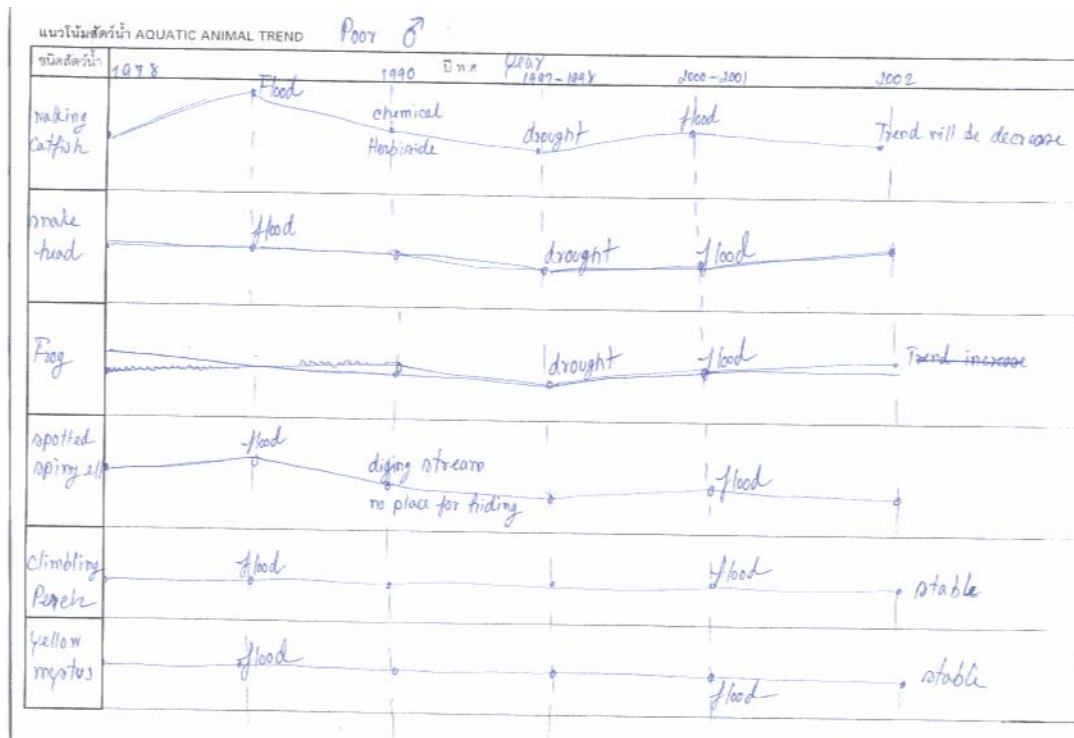 แนวโน้มสัตว์น้ำ AQUATIC ANIMAL TREND Poor ♂
ชนิดสัตว์น้ำ ปี พ.ศ. year
1978 1990 1997-1998 2000-2001 2002
walking
catfish
Flood
chemical
Herbicide
drought
flood
Trend will be decrease
snake
head
flood
drought
flood
Frog
drought
flood
Trend increase
spotted
spiny ell
flood
diging stream
no place for hiding
flood
climbling
Perch
flood
flood
stable
yellow
mystus
flood
flood
stable